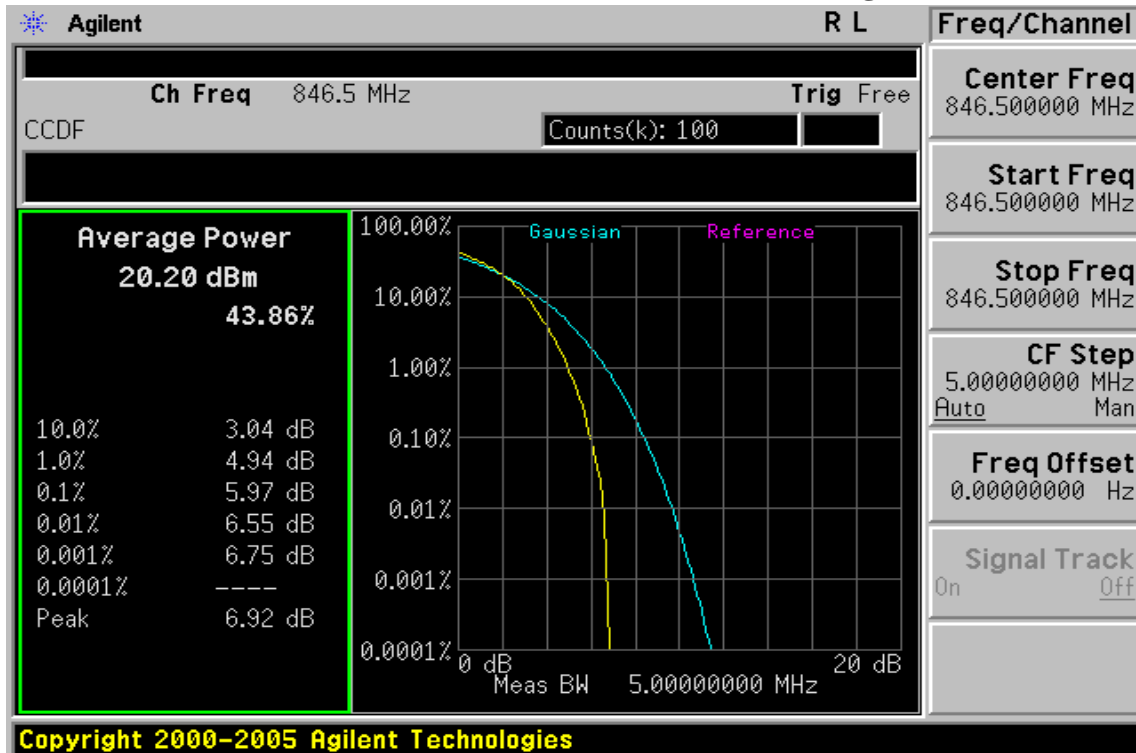 Agilent R L Freq/Channel
Ch Freq 846.5 MHz Trig Free
CCDF Counts(k): 100
Center Freq
846.500000 MHz
Start Freq
846.500000 MHz
Stop Freq
846.500000 MHz
CF Step
5.00000000 MHz
Auto Man
Freq Offset
0.00000000 Hz
Signal Track
On Off
Average Power
20.20 dBm
43.86%
10.0% 3.04 dB
1.0% 4.94 dB
0.1% 5.97 dB
0.01% 6.55 dB
0.001% 6.75 dB
0.0001% ----
Peak 6.92 dB
Gaussian Reference
100.00%
10.00%
1.00%
0.10%
0.01%
0.001%
0.0001%
0 dB 20 dB
Meas BW 5.00000000 MHz
Copyright 2000-2005 Agilent Technologies